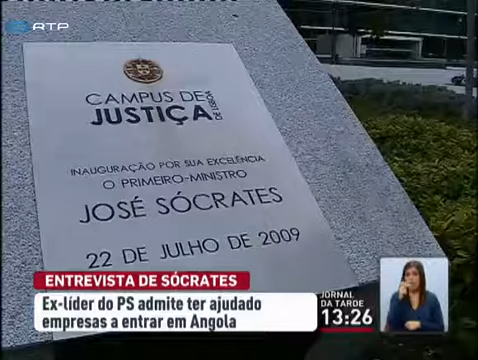 RTP
CAMPUS DE
JUSTIÇA
DE LISBOA
INAUGURAÇÃO POR SUA EXCELÊNCIA
O PRIMEIRO-MINISTRO
JOSÉ SÓCRATES
22 DE JULHO DE 2009
ENTREVISTA DE SÓCRATES
Ex-líder do PS admite ter ajudado
empresas a entrar em Angola
JORNAL
DA TARDE
13:26